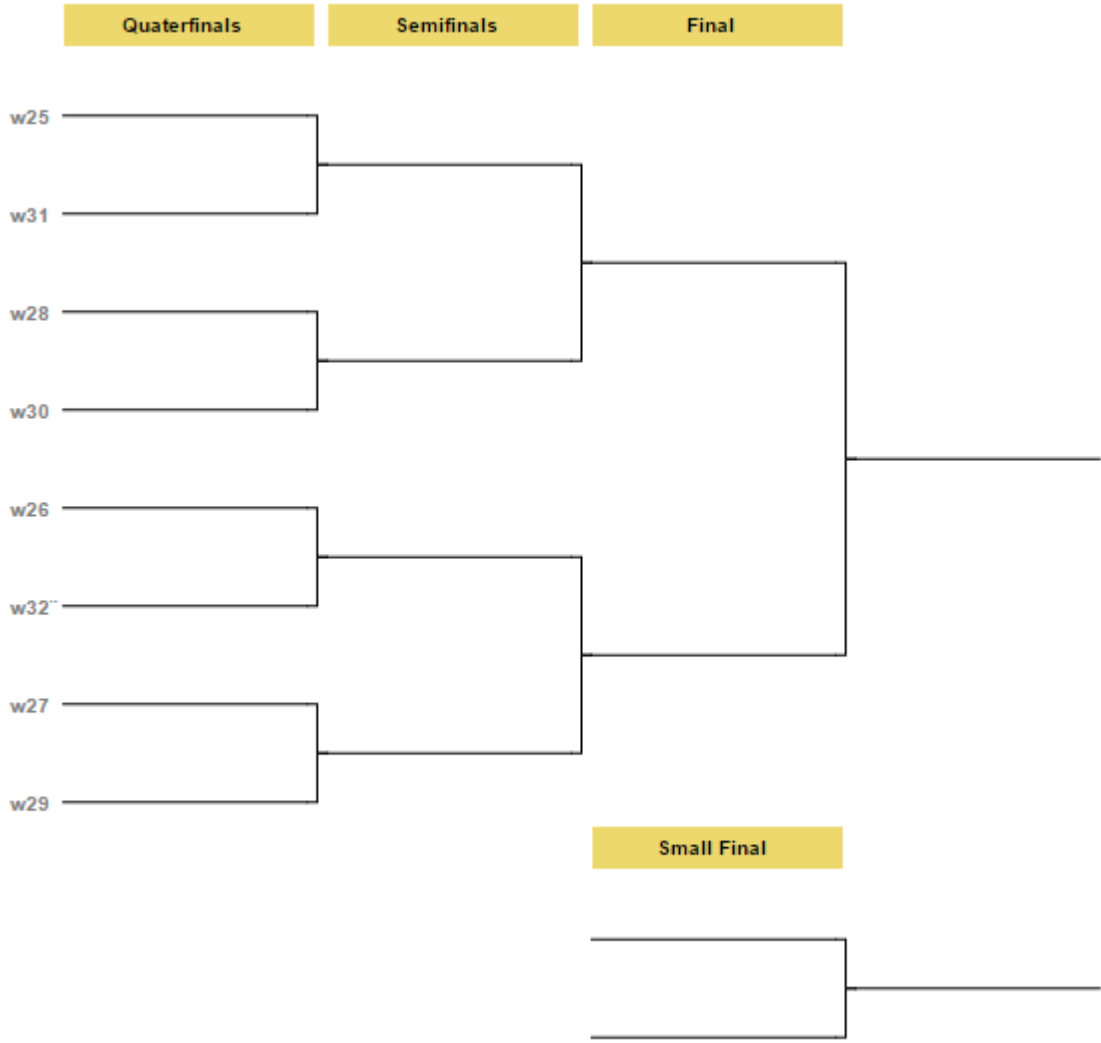 Quaterfinals Semifinals Final
w25
w31
w28
w30
w26
w32¨
w27
w29
Small Final